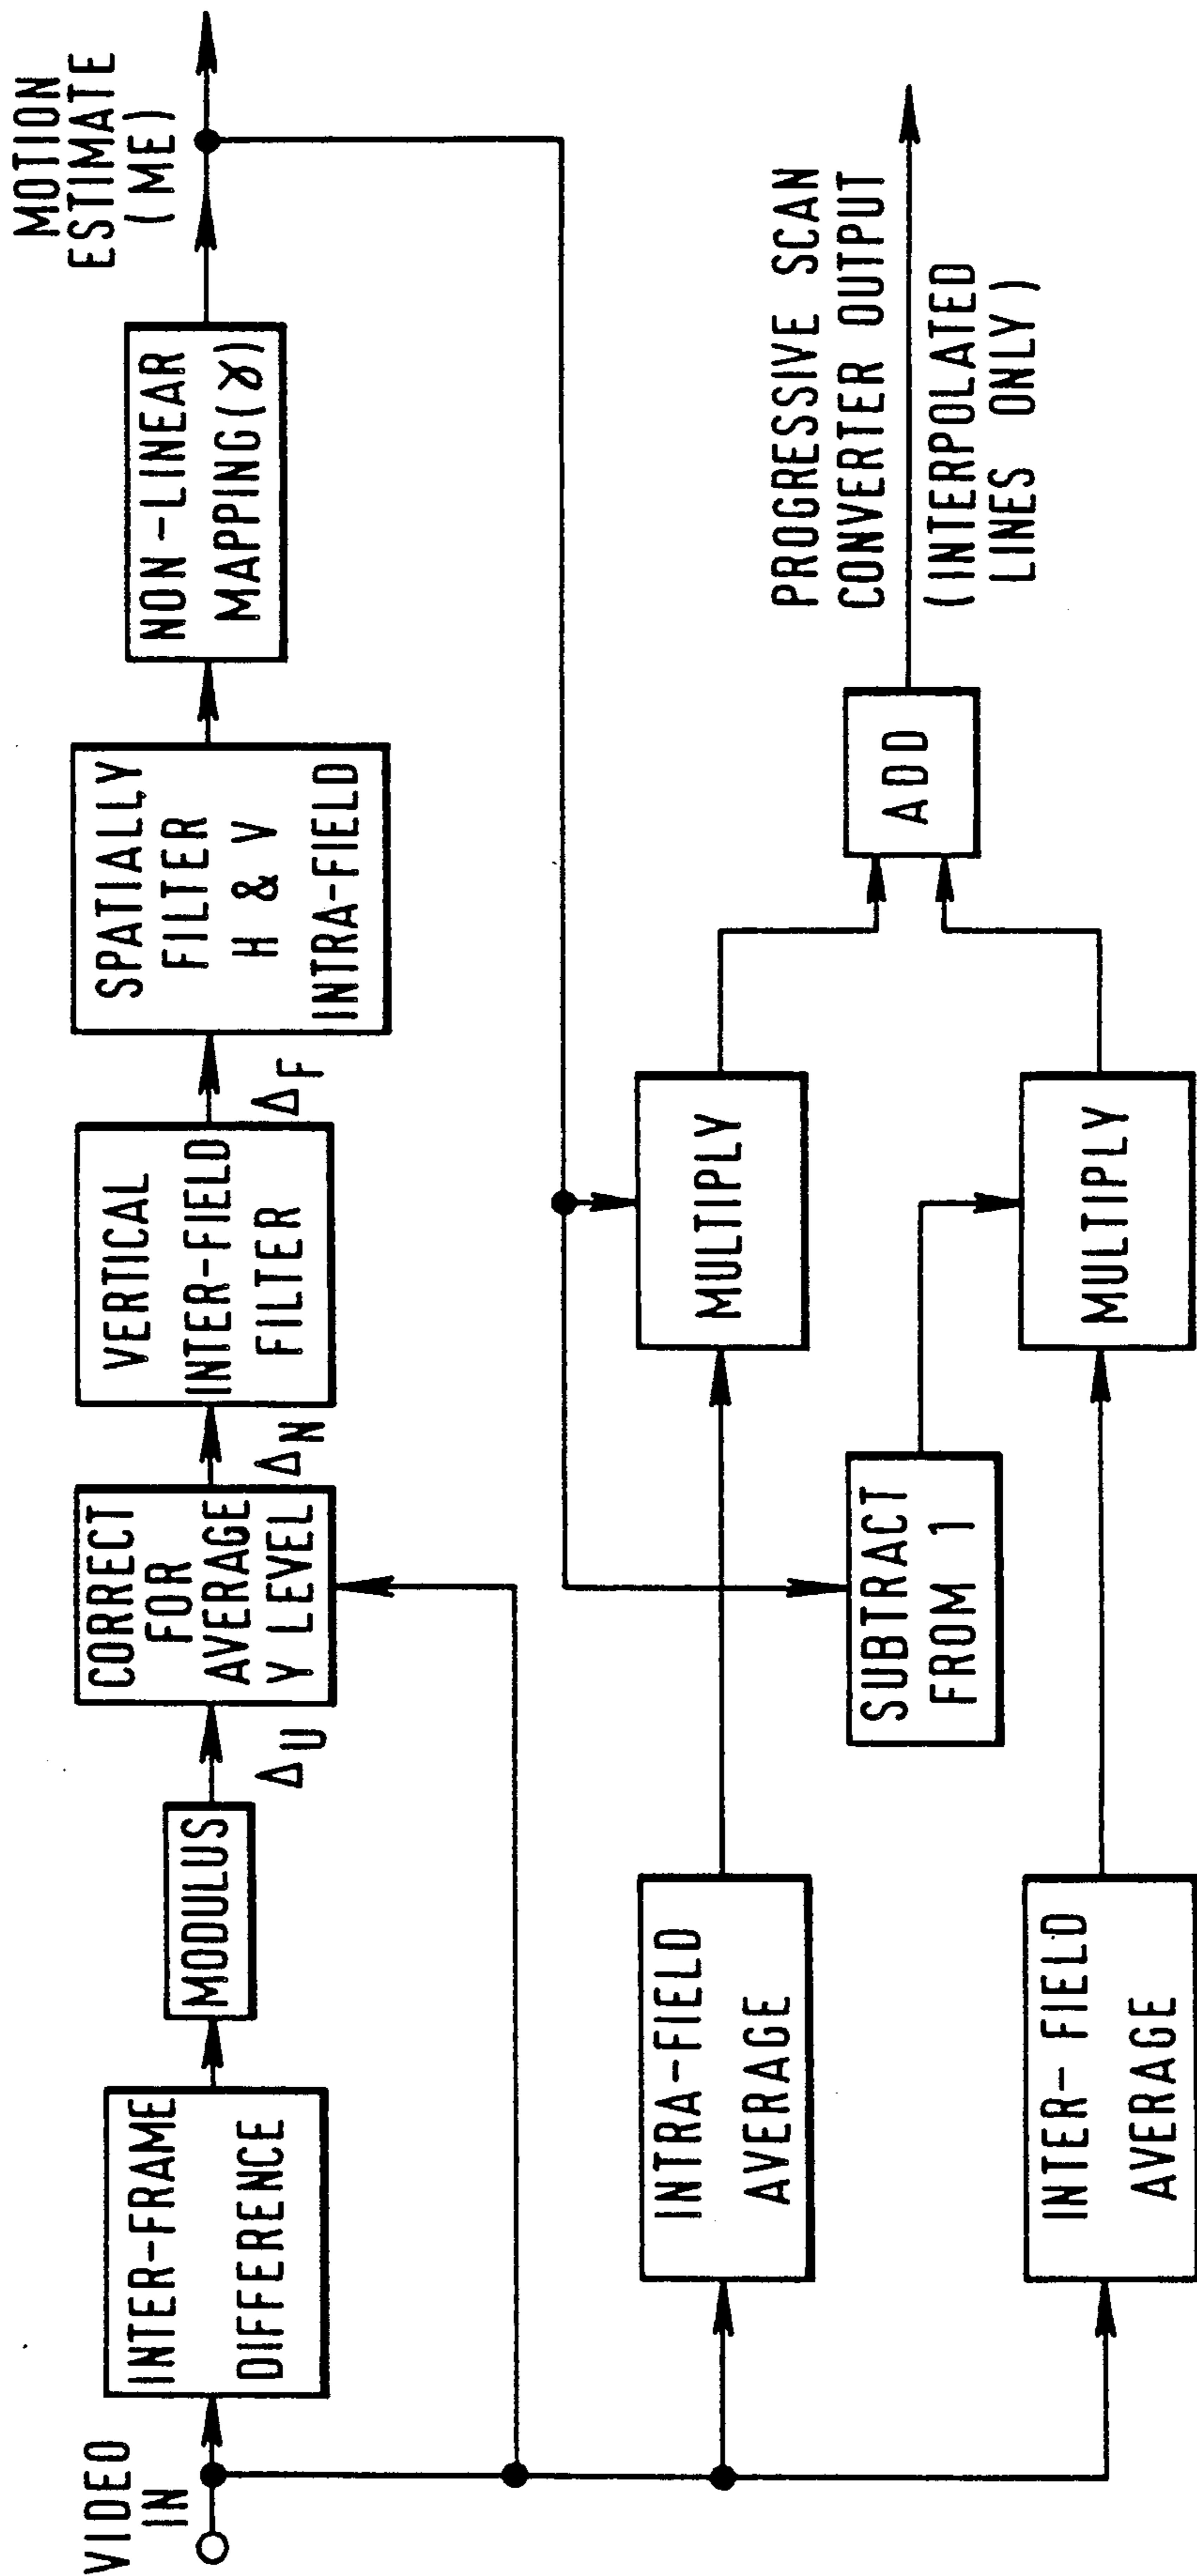 VIDEO
IN
INTER-FRAME
DIFFERENCE
MODULUS
ΔU
CORRECT
FOR
AVERAGE
Y LEVEL
ΔN
VERTICAL
INTER-FIELD
FILTER
ΔF
SPATIALLY
FILTER
H & V
INTRA-FIELD
NON-LINEAR
MAPPING(γ)
MOTION
ESTIMATE
(ME)
INTRA-FIELD
AVERAGE
MULTIPLY
SUBTRACT
FROM 1
INTER-FIELD
AVERAGE
MULTIPLY
ADD
PROGRESSIVE SCAN
CONVERTER OUTPUT
(INTERPOLATED
LINES ONLY)